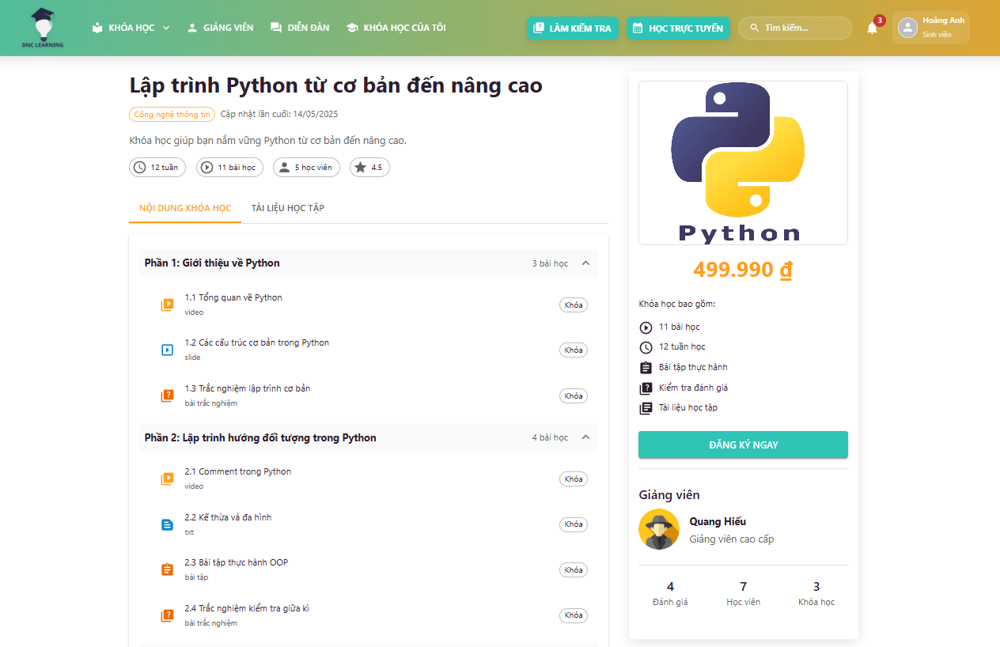 DNC LEARNING
KHÓA HỌC
GIẢNG VIÊN
DIỄN ĐÀN
KHÓA HỌC CỦA TÔI
LÀM KIỂM TRA
HỌC TRỰC TUYẾN
Tìm kiếm...
3
Hoàng Anh
Sinh viên
Lập trình Python từ cơ bản đến nâng cao
Công nghệ thông tin
Cập nhật lần cuối: 14/05/2025
Khóa học giúp bạn nắm vững Python từ cơ bản đến nâng cao.
12 tuần
11 bài học
5 học viên
4.5
NỘI DUNG KHÓA HỌC
TÀI LIỆU HỌC TẬP
Phần 1: Giới thiệu về Python
3 bài học
1.1 Tổng quan về Python
video
Khóa
1.2 Các cấu trúc cơ bản trong Python
slide
Khóa
1.3 Trắc nghiệm lập trình cơ bản
bài trắc nghiệm
Khóa
Phần 2: Lập trình hướng đối tượng trong Python
4 bài học
2.1 Comment trong Python
video
Khóa
2.2 Kế thừa và đa hình
txt
Khóa
2.3 Bài tập thực hành OOP
bài tập
Khóa
2.4 Trắc nghiệm kiểm tra giữa kì
bài trắc nghiệm
Khóa
Python
499.990 ₫
Khóa học bao gồm:
11 bài học
12 tuần học
Bài tập thực hành
Kiểm tra đánh giá
Tài liệu học tập
ĐĂNG KÝ NGAY
Giảng viên
Quang Hiếu
Giảng viên cao cấp
4
Đánh giá
7
Học viên
3
Khóa học